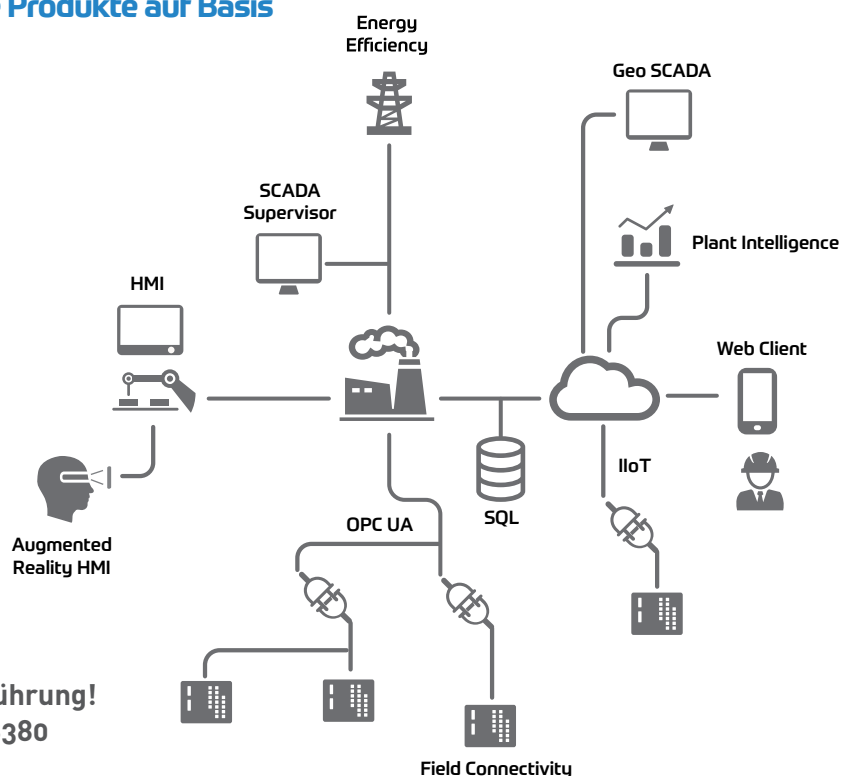 Produkte auf Basis
Energy
Efficiency
Geo SCADA
SCADA
Supervisor
Plant Intelligence
HMI
Web Client
IIoT
SQL
OPC UA
Augmented
Reality HMI
ührung!
380
Field Connectivity